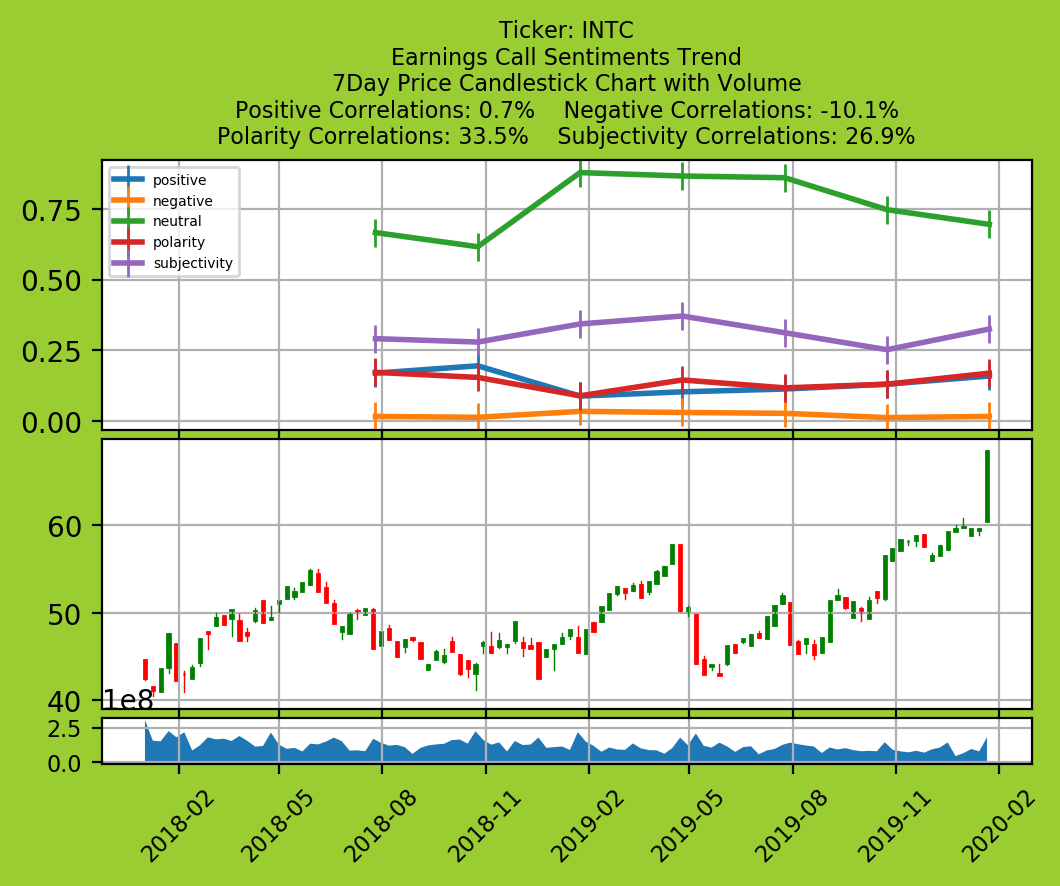 Ticker: INTC
Earnings Call Sentiments Trend
7Day Price Candlestick Chart with Volume
Positive Correlations: 0.7%    Negative Correlations: -10.1%
Polarity Correlations: 33.5%    Subjectivity Correlations: 26.9%
positive
negative
neutral
polarity
subjectivity
0.75
0.50
0.25
0.00
60
50
40
1e8
2.5
0.0
2018-02
2018-05
2018-08
2018-11
2019-02
2019-05
2019-08
2019-11
2020-02